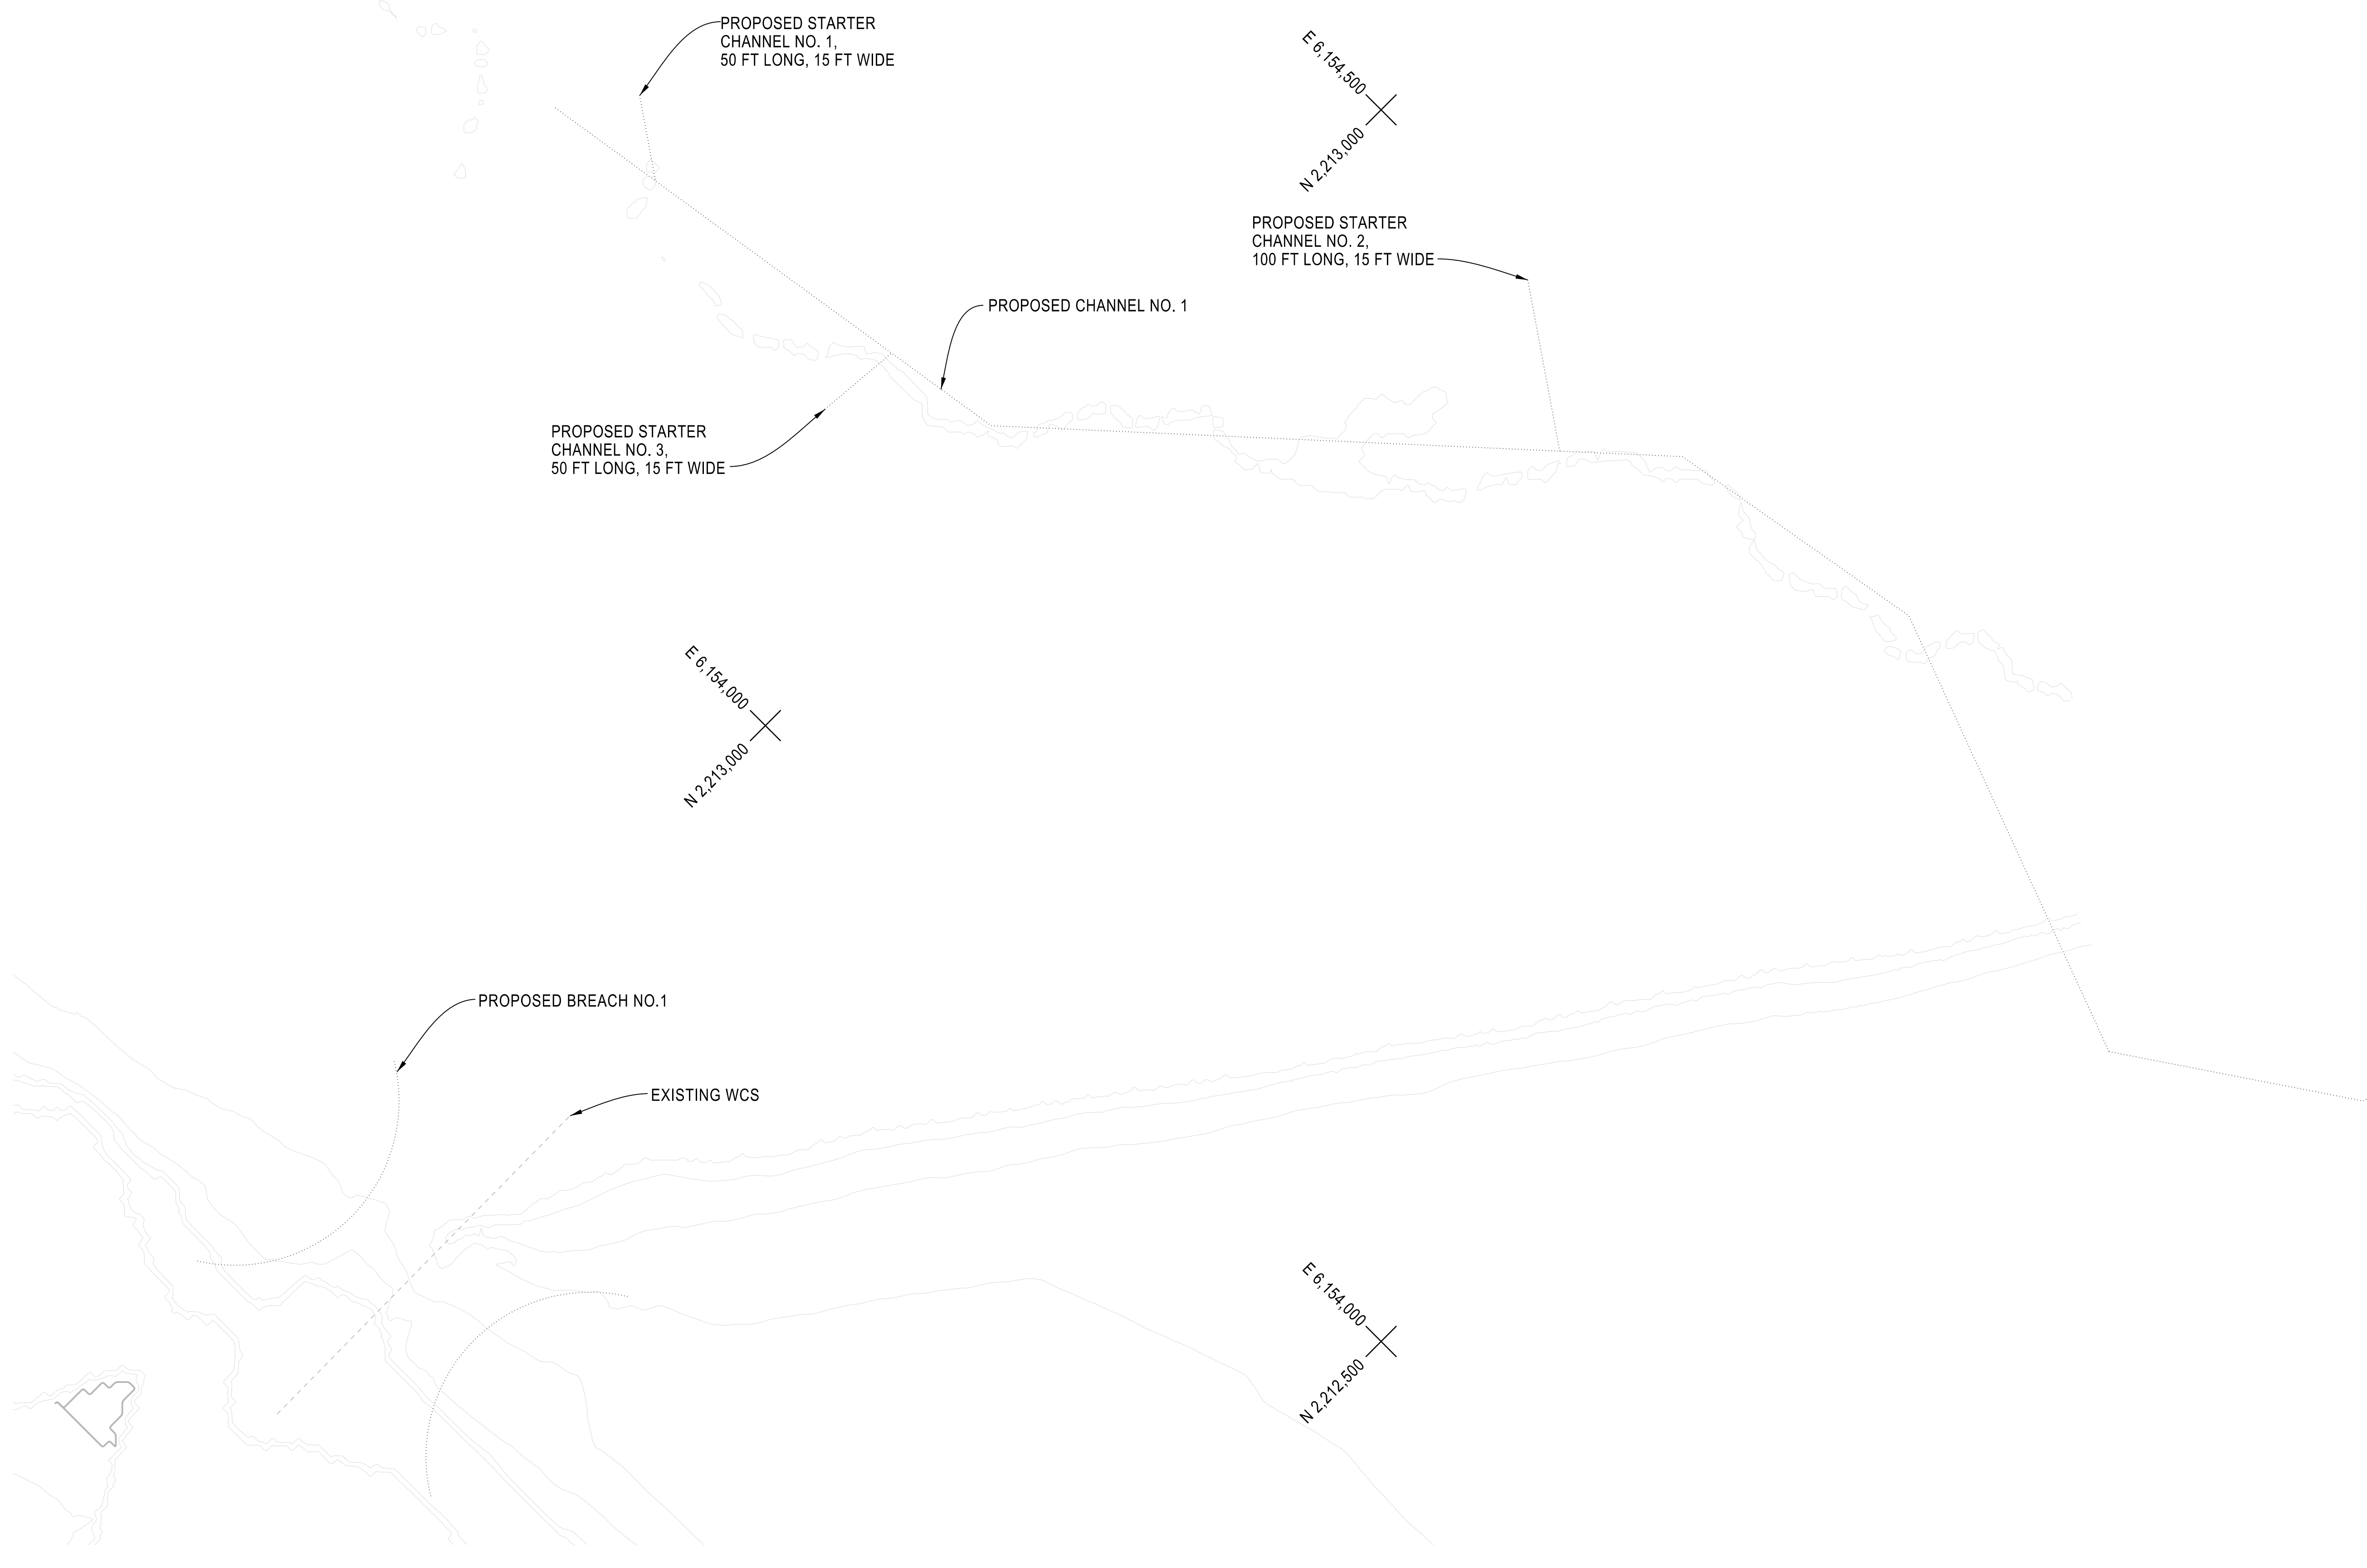 PROPOSED STARTER
CHANNEL NO. 1,
50 FT LONG, 15 FT WIDE
E 6,154,500
N 2,213,000
PROPOSED STARTER
CHANNEL NO. 2,
100 FT LONG, 15 FT WIDE
PROPOSED CHANNEL NO. 1
PROPOSED STARTER
CHANNEL NO. 3,
50 FT LONG, 15 FT WIDE
E 6,154,000
N 2,213,000
PROPOSED BREACH NO.1
EXISTING WCS
E 6,154,000
N 2,212,500